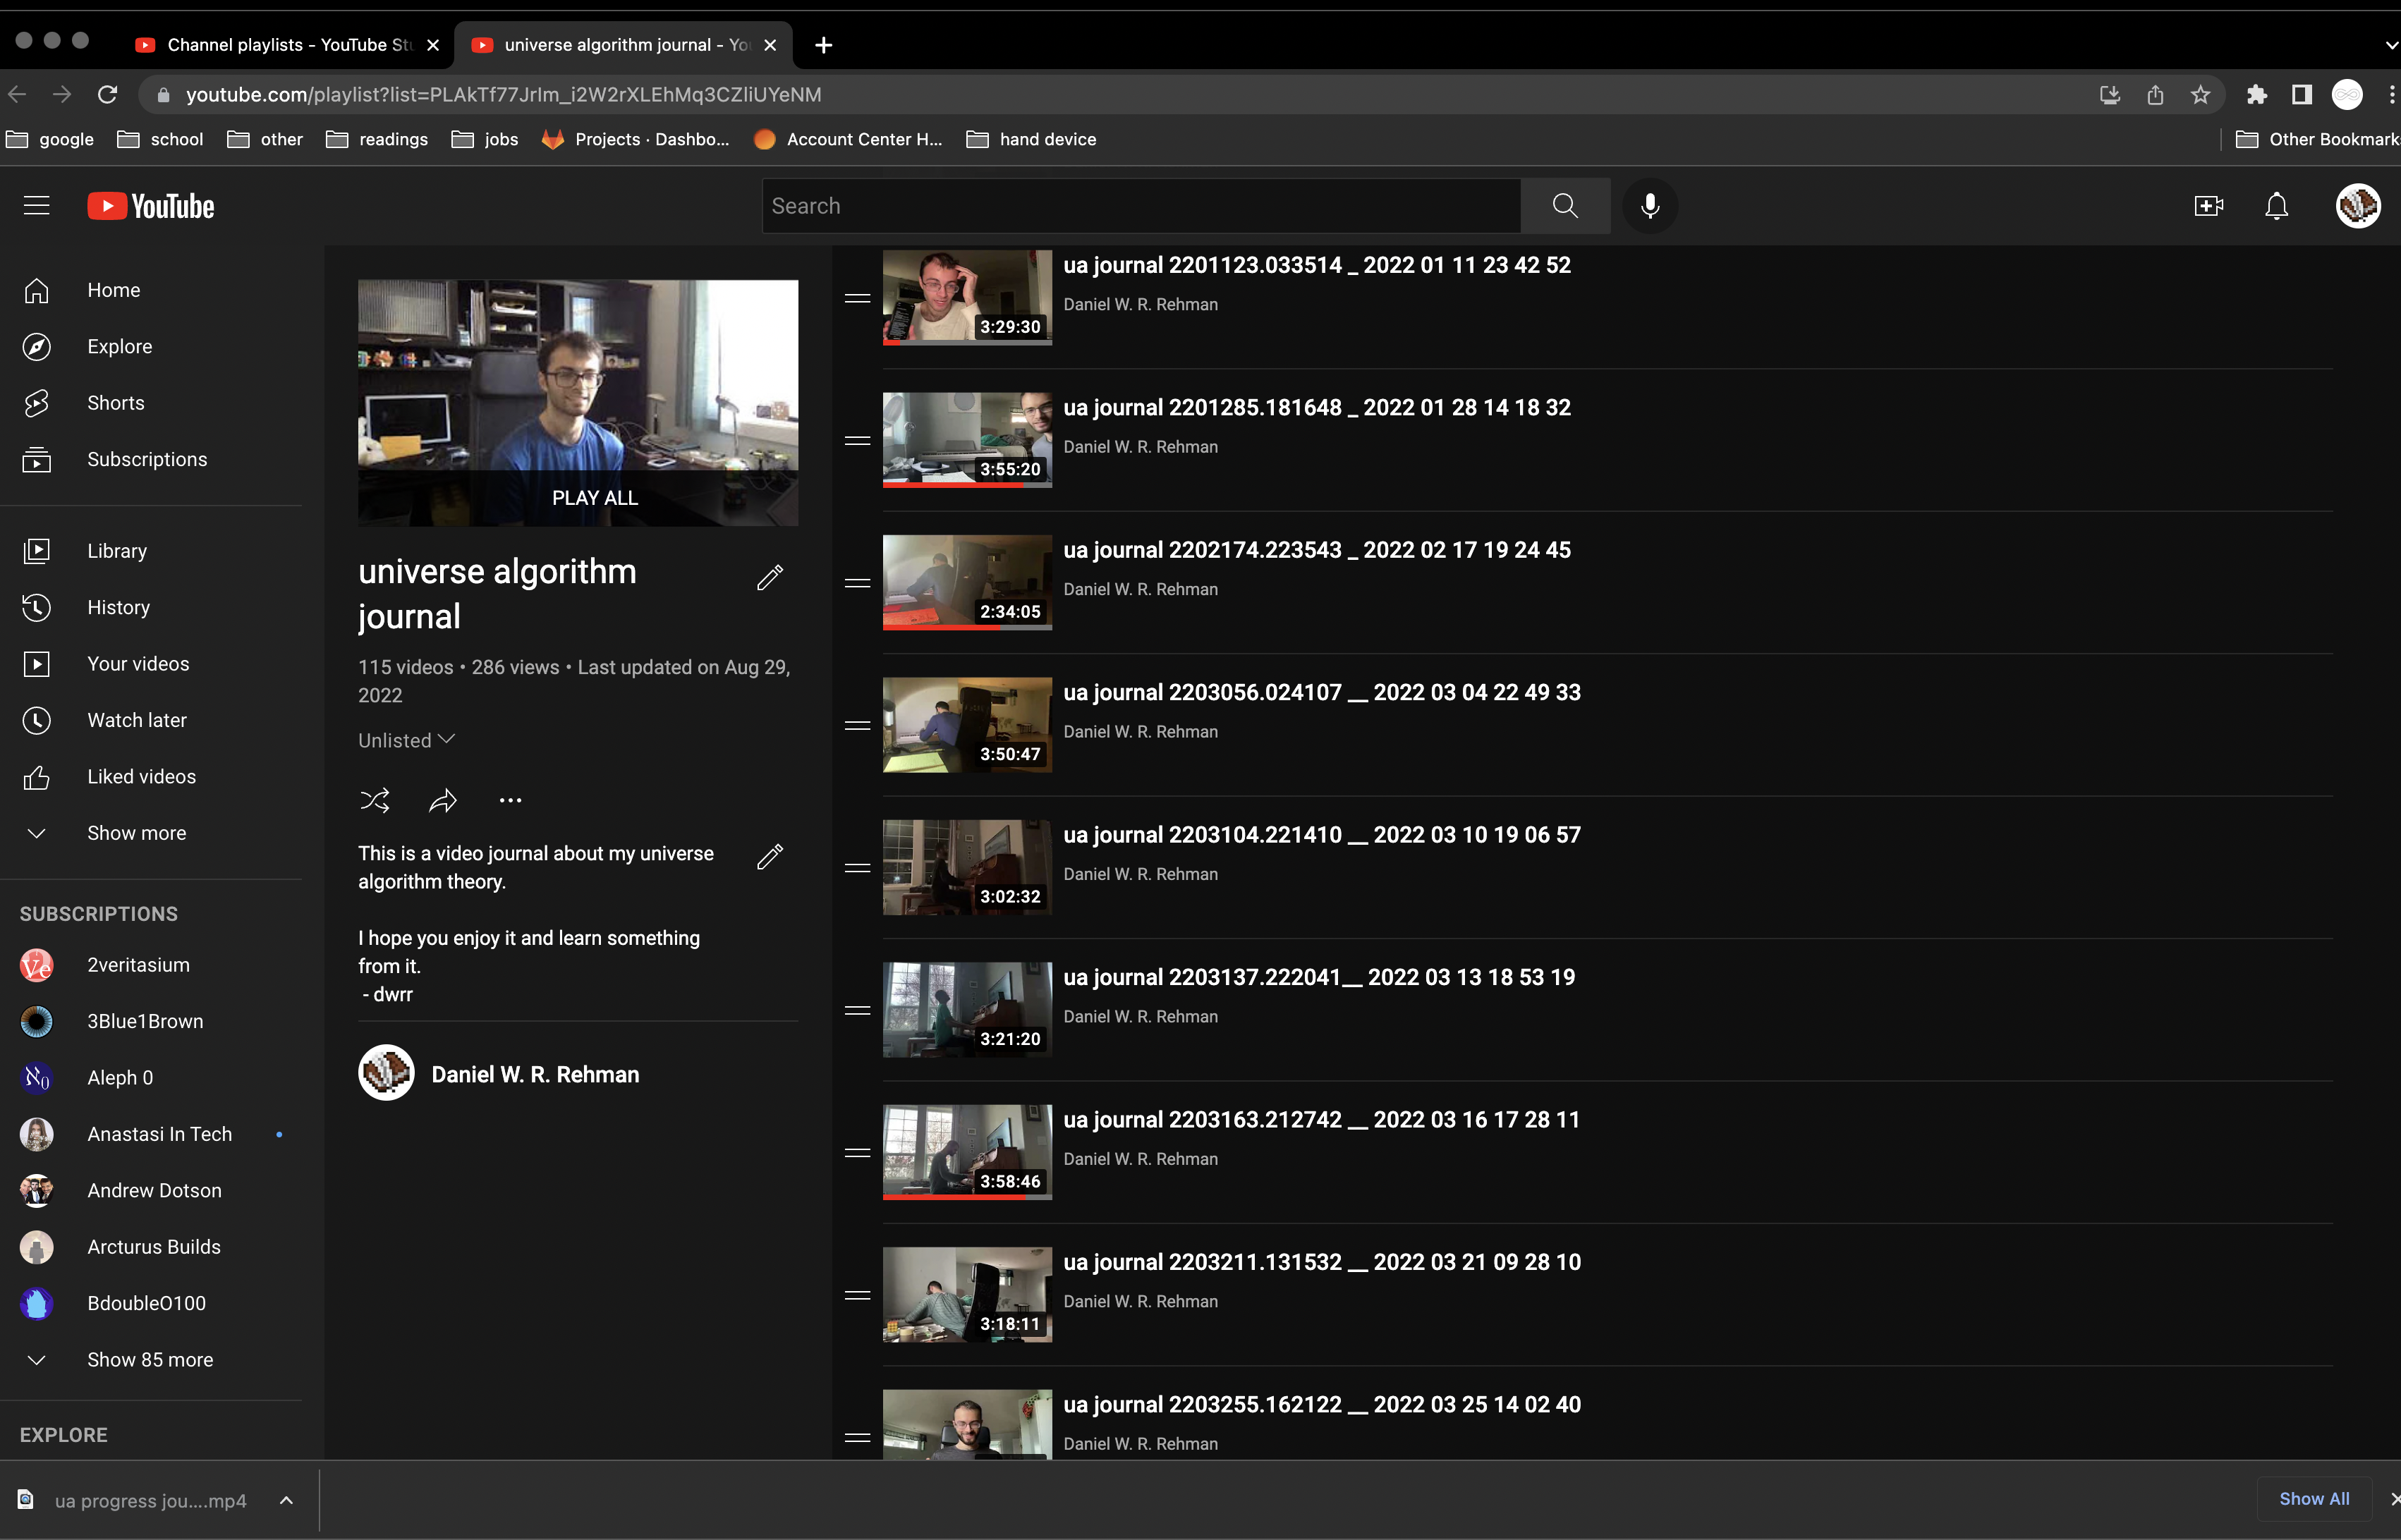 Channel playlists - YouTube Stu
universe algorithm journal - You
youtube.com/playlist?list=PLAkTf77JrIm_i2W2rXLEhMq3CZliUYeNM
google school other readings jobs Projects · Dashbo... Account Center H... hand device Other Bookmarks
YouTube
Search
Home
Explore
Shorts
Subscriptions
Library
History
Your videos
Watch later
Liked videos
Show more
SUBSCRIPTIONS
2veritasium
3Blue1Brown
Aleph 0
Anastasi In Tech
Andrew Dotson
Arcturus Builds
BdoubleO100
Show 85 more
EXPLORE
PLAY ALL
universe algorithm
journal
115 videos • 286 views • Last updated on Aug 29,
2022
Unlisted
This is a video journal about my universe
algorithm theory.
I hope you enjoy it and learn something
from it.
- dwrr
Daniel W. R. Rehman
ua journal 2201123.033514 _ 2022 01 11 23 42 52
Daniel W. R. Rehman
3:29:30
ua journal 2201285.181648 _ 2022 01 28 14 18 32
Daniel W. R. Rehman
3:55:20
ua journal 2202174.223543 _ 2022 02 17 19 24 45
Daniel W. R. Rehman
2:34:05
ua journal 2203056.024107 __ 2022 03 04 22 49 33
Daniel W. R. Rehman
3:50:47
ua journal 2203104.221410 __ 2022 03 10 19 06 57
Daniel W. R. Rehman
3:02:32
ua journal 2203137.222041__ 2022 03 13 18 53 19
Daniel W. R. Rehman
3:21:20
ua journal 2203163.212742 __ 2022 03 16 17 28 11
Daniel W. R. Rehman
3:58:46
ua journal 2203211.131532 __ 2022 03 21 09 28 10
Daniel W. R. Rehman
3:18:11
ua journal 2203255.162122 __ 2022 03 25 14 02 40
Daniel W. R. Rehman
ua progress jou....mp4
Show All